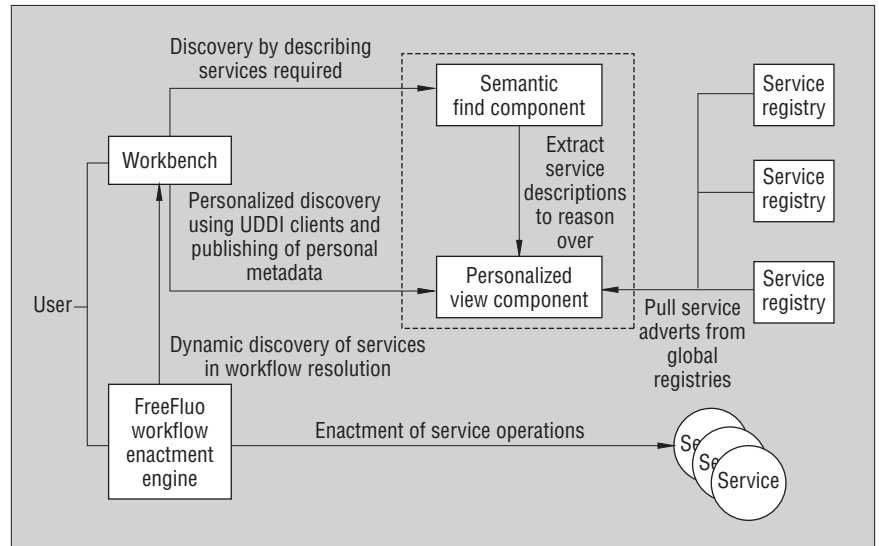 Discovery by describing
services required
Semantic
find component
Service
registry
Workbench
Extract
service
descriptions
to reason
over
Service
registry
Personalized discovery
using UDDI clients and
publishing of personal
metadata
Personalized
view component
Service
registry
User
Pull service
adverts from
global
registries
Dynamic discovery of services
in workflow resolution
FreeFluo
workflow
enactment
engine
Enactment of service operations
Se
Se
Service